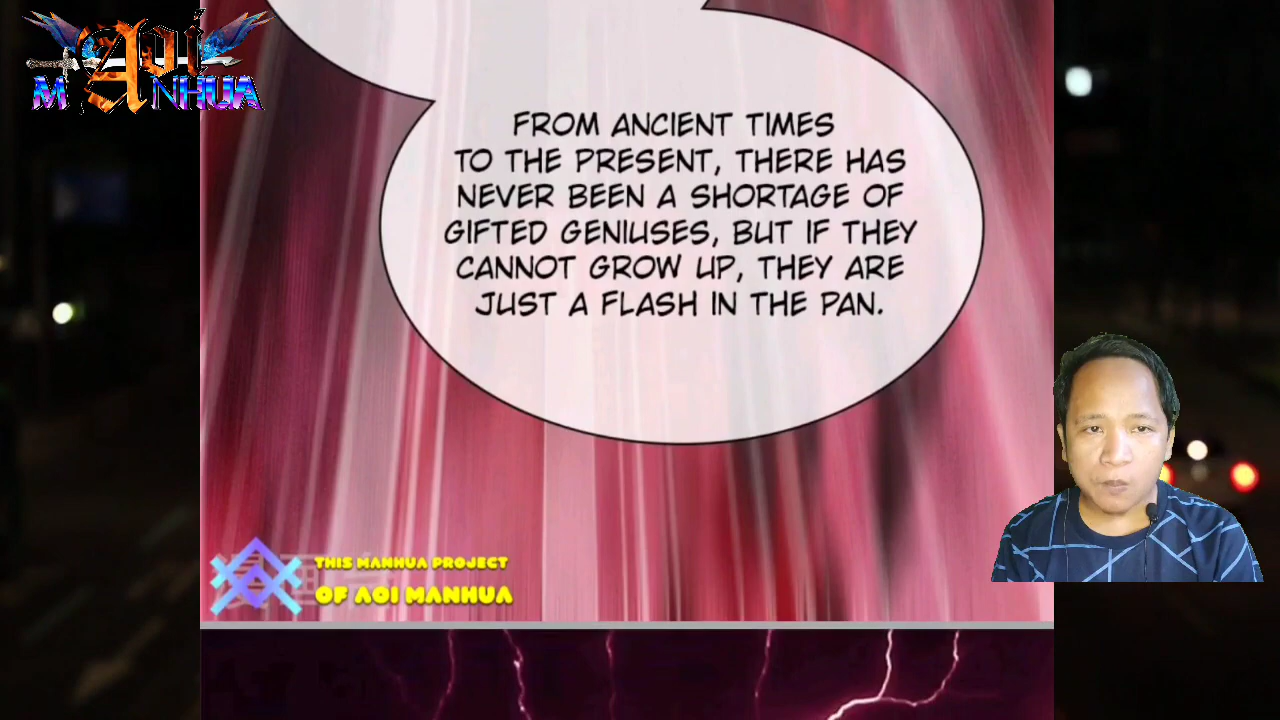 Aoi
MANHUA
FROM ANCIENT TIMES
TO THE PRESENT, THERE HAS
NEVER BEEN A SHORTAGE OF
GIFTED GENIUSES, BUT IF THEY
CANNOT GROW UP, THEY ARE
JUST A FLASH IN THE PAN.
THIS MANHUA PROJECT
OF AOI MANHUA